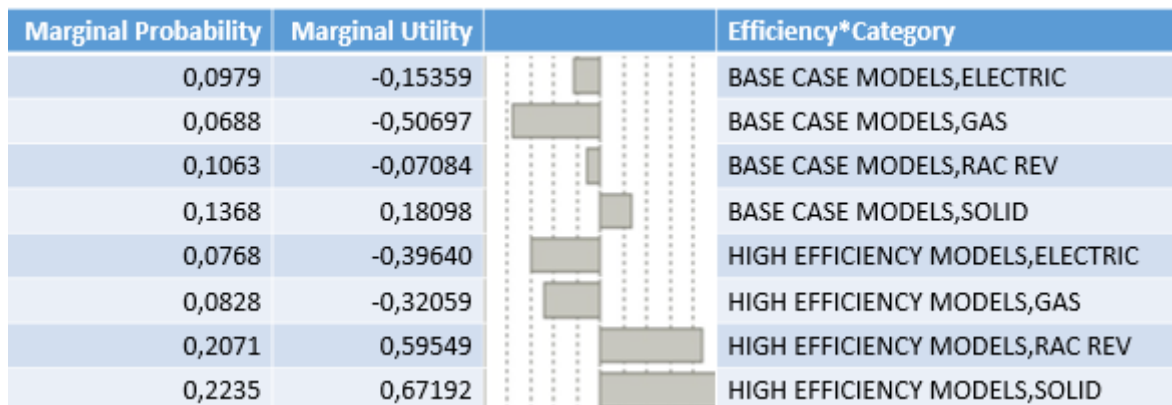 Marginal Probability Marginal Utility Efficiency*Category
0,0979 -0,15359 BASE CASE MODELS,ELECTRIC
0,0688 -0,50697 BASE CASE MODELS,GAS
0,1063 -0,07084 BASE CASE MODELS,RAC REV
0,1368 0,18098 BASE CASE MODELS,SOLID
0,0768 -0,39640 HIGH EFFICIENCY MODELS,ELECTRIC
0,0828 -0,32059 HIGH EFFICIENCY MODELS,GAS
0,2071 0,59549 HIGH EFFICIENCY MODELS,RAC REV
0,2235 0,67192 HIGH EFFICIENCY MODELS,SOLID